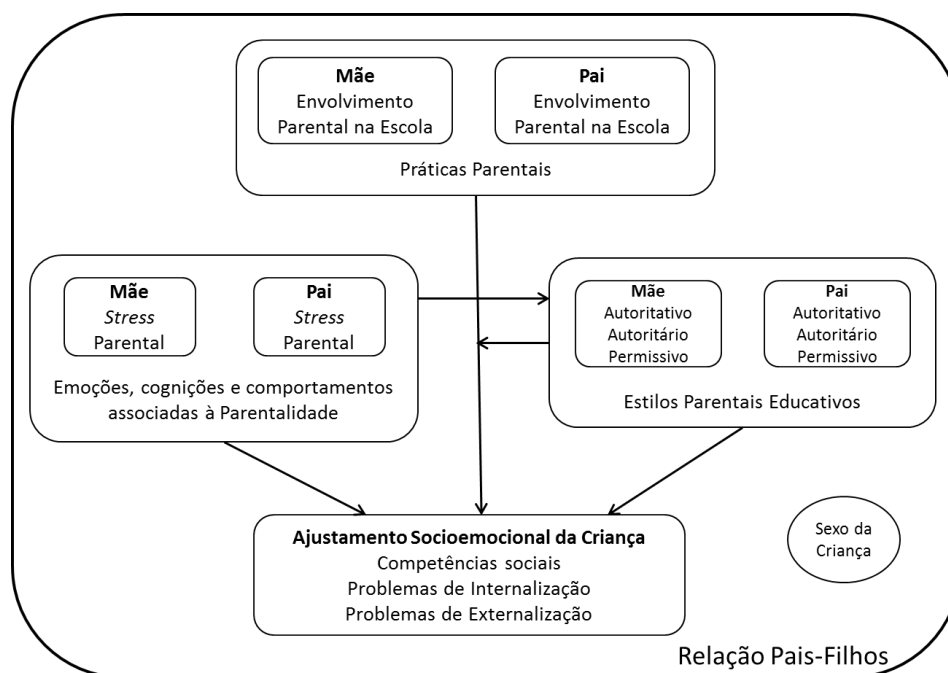 Mãe
Envolvimento
Parental na Escola
Pai
Envolvimento
Parental na Escola
Práticas Parentais
Mãe
Stress
Parental
Pai
Stress
Parental
Emoções, cognições e comportamentos
associadas à Parentalidade
Mãe
Autoritativo
Autoritário
Permissivo
Pai
Autoritativo
Autoritário
Permissivo
Estilos Parentais Educativos
Ajustamento Socioemocional da Criança
Competências sociais
Problemas de Internalização
Problemas de Externalização
Sexo da
Criança
Relação Pais-Filhos